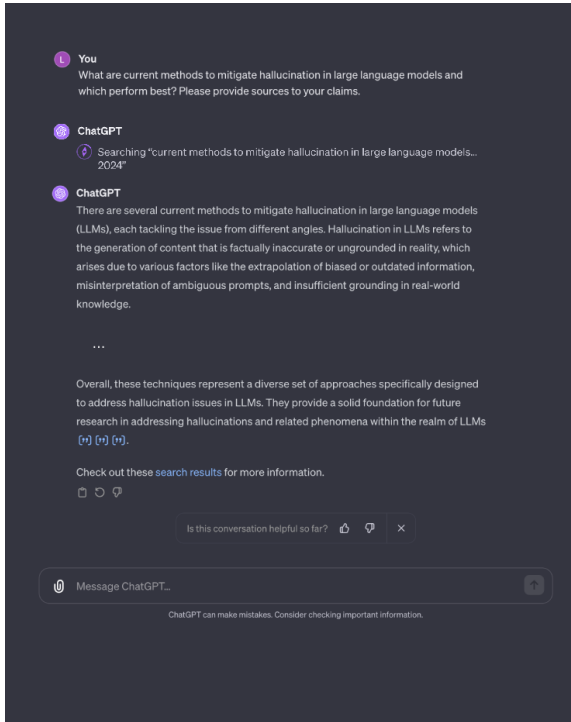 L
You
What are current methods to mitigate hallucination in large language models and
which perform best? Please provide sources to your claims.
ChatGPT
Searching “current methods to mitigate hallucination in large language models...
2024”
ChatGPT
There are several current methods to mitigate hallucination in large language models
(LLMs), each tackling the issue from different angles. Hallucination in LLMs refers to
the generation of content that is factually inaccurate or ungrounded in reality, which
arises due to various factors like the extrapolation of biased or outdated information,
misinterpretation of ambiguous prompts, and insufficient grounding in real-world
knowledge.
...
Overall, these techniques represent a diverse set of approaches specifically designed
to address hallucination issues in LLMs. They provide a solid foundation for future
research in addressing hallucinations and related phenomena within the realm of LLMs
[”] [”] [”].
Check out these search results for more information.
Is this conversation helpful so far?
Message ChatGPT...
ChatGPT can make mistakes. Consider checking important information.